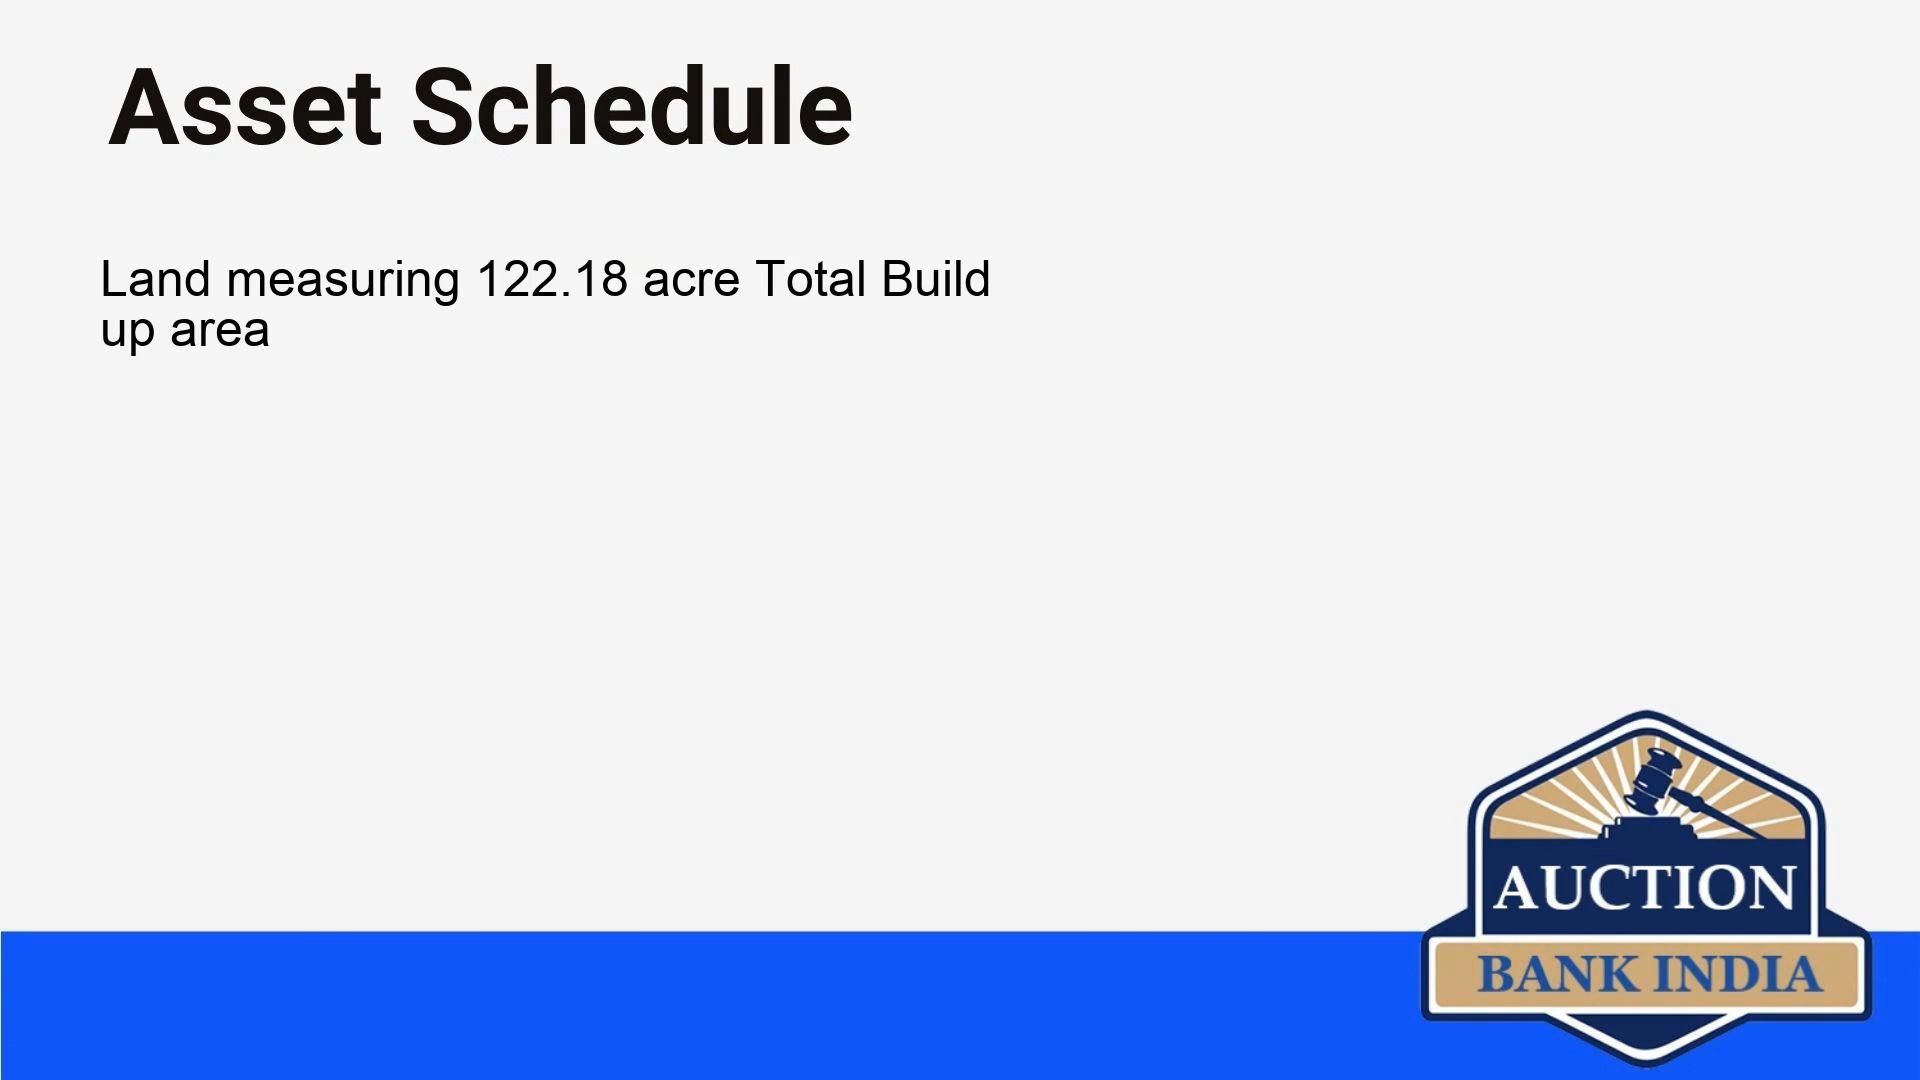 Asset Schedule
Land measuring 122.18 acre Total Build
up area
AUCTION
BANK INDIA